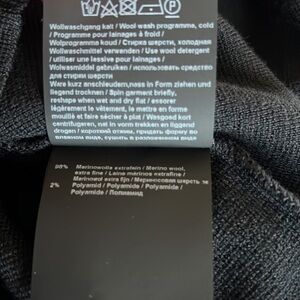 Wollwaschgang kalt / Wool wash programme, cold
/ Programme pour lainages à froid /
Wolprogramma koud / Стирка шерсти, холодная
Wollwaschmittel verwenden / Use wool detergent
/ utiliser une lessive pour lainages /
Wolwasmiddel gebruiken / использовать средство
для стирки шерсти
Ware kurz anschleudern,nass in Form ziehen und
liegend trocknen / Spin garment briefly,
reshape when wet and dry flat / essorer
légèrement le vêtement, le mettre en forme
mouillé et faire sécher à plat / Wasgoed kort
centrifugeren, nat in vorm trekken en liggend
drogen / короткий отжим, придать форму во
влажном виде и сушить в горизонтальном
98% Merinowolle extrafein / Merino wool,
extra fine / Laine mérinos extrafine /
Merinowol extra fijn / Мериносовая шерсть
2% Polyamid / Polyamide / Polyamide /
Polyamide / Полиамид